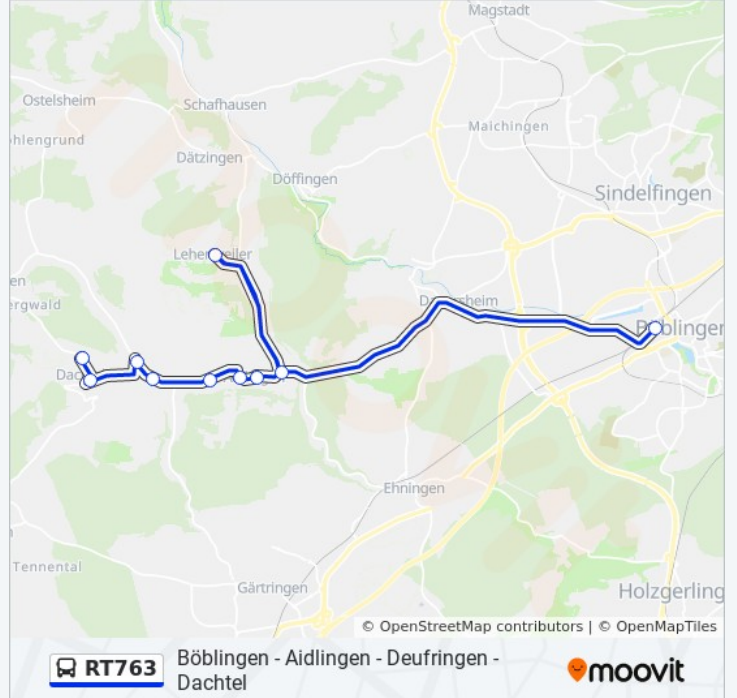 Magstadt
Ostelsheim
Schafhausen
Maichingen
Dätzingen
Döffingen
Sindelfingen
Ehningen
Tennental
Gärtringen
Holzgerling
© OpenStreetMap contributors | © OpenMapTiles
RT763
Böblingen - Aidlingen - Deufringen -
Dachtel
moovit